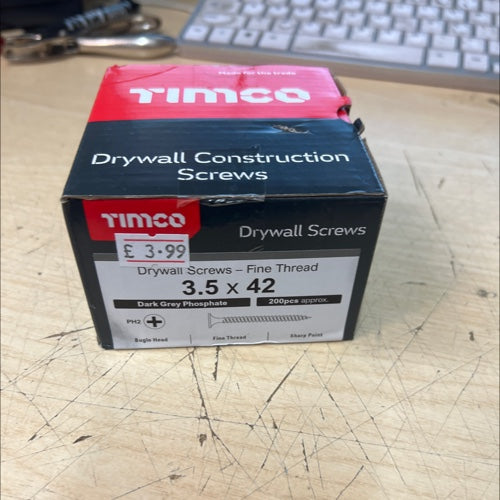 Made for the trade
TIMCO
Drywall Construction
Screws
TIMCO
Drywall Screws
£ 3.99
Drywall Screws – Fine Thread
3.5 x 42
Dark Grey Phosphate
200pcs approx.
PH2
Bugle Head
Fine Thread
Sharp Point